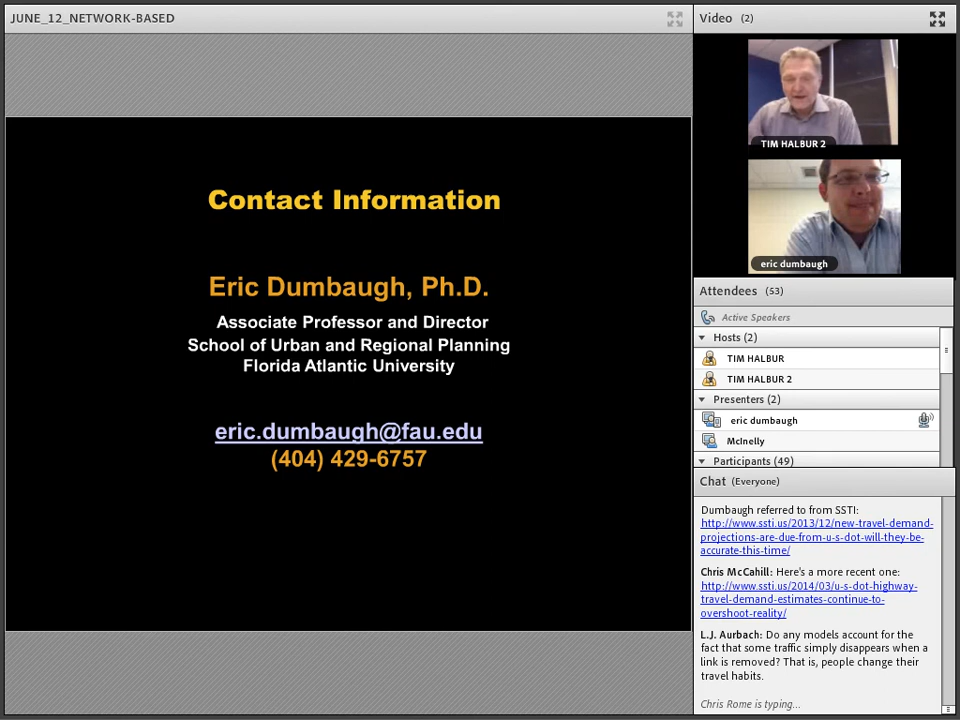 JUNE_12_NETWORK-BASED
Contact Information
Eric Dumbaugh, Ph.D.
Associate Professor and Director
School of Urban and Regional Planning
Florida Atlantic University
eric.dumbaugh@fau.edu
(404) 429-6757
Video (2)
TIM HALBUR 2
eric dumbaugh
Attendees (53)
Active Speakers
Hosts (2)
TIM HALBUR
TIM HALBUR 2
Presenters (2)
eric dumbaugh
McInelly
Participants (49)
Chat (Everyone)
Dumbaugh referred to from SSTI:
http://www.ssti.us/2013/12/new-travel-demand-
projections-are-due-from-u-s-dot-will-they-be-
accurate-this-time/
Chris McCahill: Here's a more recent one:
http://www.ssti.us/2014/03/u-s-dot-highway-
travel-demand-estimates-continue-to-
overshoot-reality/
L.J. Aurbach: Do any models account for the
fact that some traffic simply disappears when a
link is removed? That is, people change their
travel habits.
Chris Rome is typing...